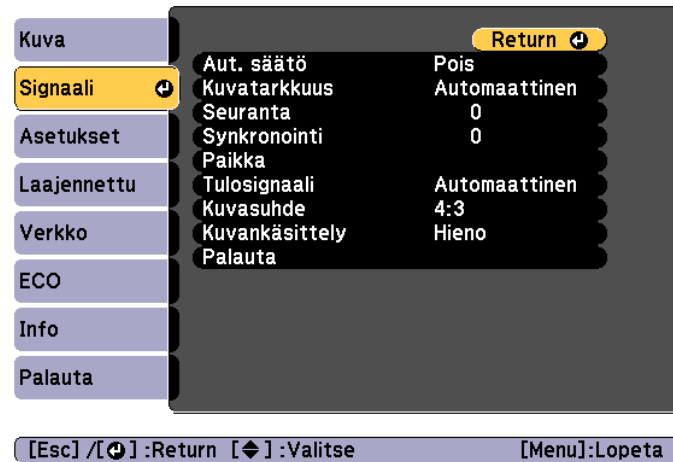 Kuva
Signaali
Asetukset
Laajennettu
Verkko
ECO
Info
Palauta
Return
Aut. säätö Pois
Kuvatarkkuus Automaattinen
Seuranta 0
Synkronointi 0
Paikka
Tulosignaali Automaattinen
Kuvasuhde 4:3
Kuvankäsittely Hieno
Palauta
[Esc] /[⏎] :Return [◆] :Valitse [Menu]:Lopeta